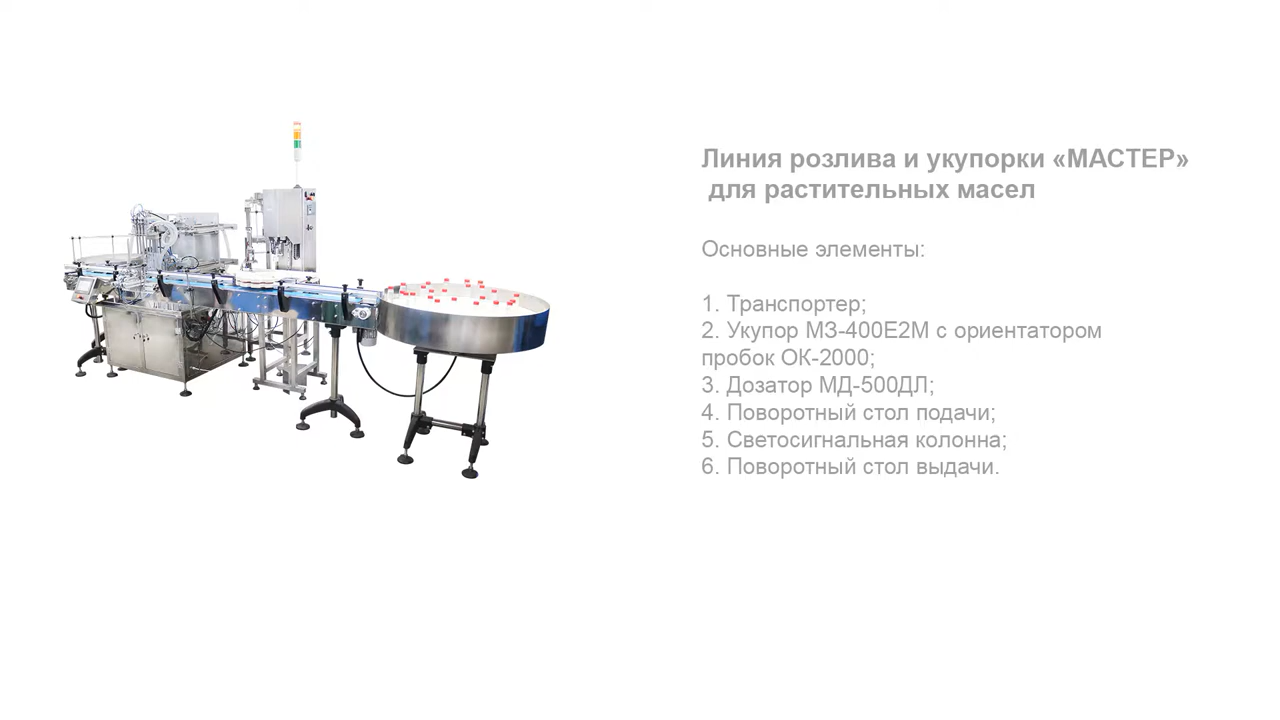 Линия розлива и укупорки «МАСТЕР»
для растительных масел
Основные элементы:
1. Транспортер;
2. Укупор МЗ-400Е2М с ориентатором
пробок ОК-2000;
3. Дозатор МД-500ДЛ;
4. Поворотный стол подачи;
5. Светосигнальная колонна;
6. Поворотный стол выдачи.